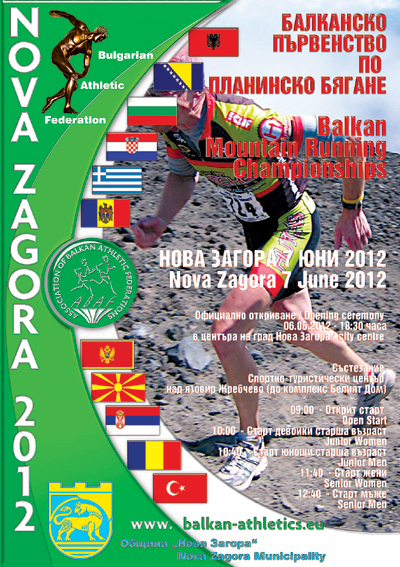 NOVA ZAGORA 2012
Bulgarian
Athletic
Federation
БАЛКАНСКО
ПЪРВЕНСТВО
ПО
ПЛАНИНСКО БЯГАНЕ
Balkan
Mountain Running
Championships
ASSOCIATION OF BALKAN ATHLETIC FEDERATIONS
ABAF
НОВА ЗАГОРА 7 ЮНИ 2012
Nova Zagora 7 June 2012
Официално откриване / Opening ceremony
06.06.2012 - 18:30 часа
в центъра на град Нова Загора / city centre
Състезание
Спортно-туристически център
над язовир Жребчево (до комплекс Белият Дом)
09:00 - Открит старт
Open Start
10:00 - Старт девойки старша възраст
Junior Women
10:40 - Старт юноши старша възраст
Junior Men
11:40 - Старт жени
Senior Women
12:40 - Старт мъже
Senior Men
www. balkan-athletics.eu
Община „Нова Загора“
Nova Zagora Municipality